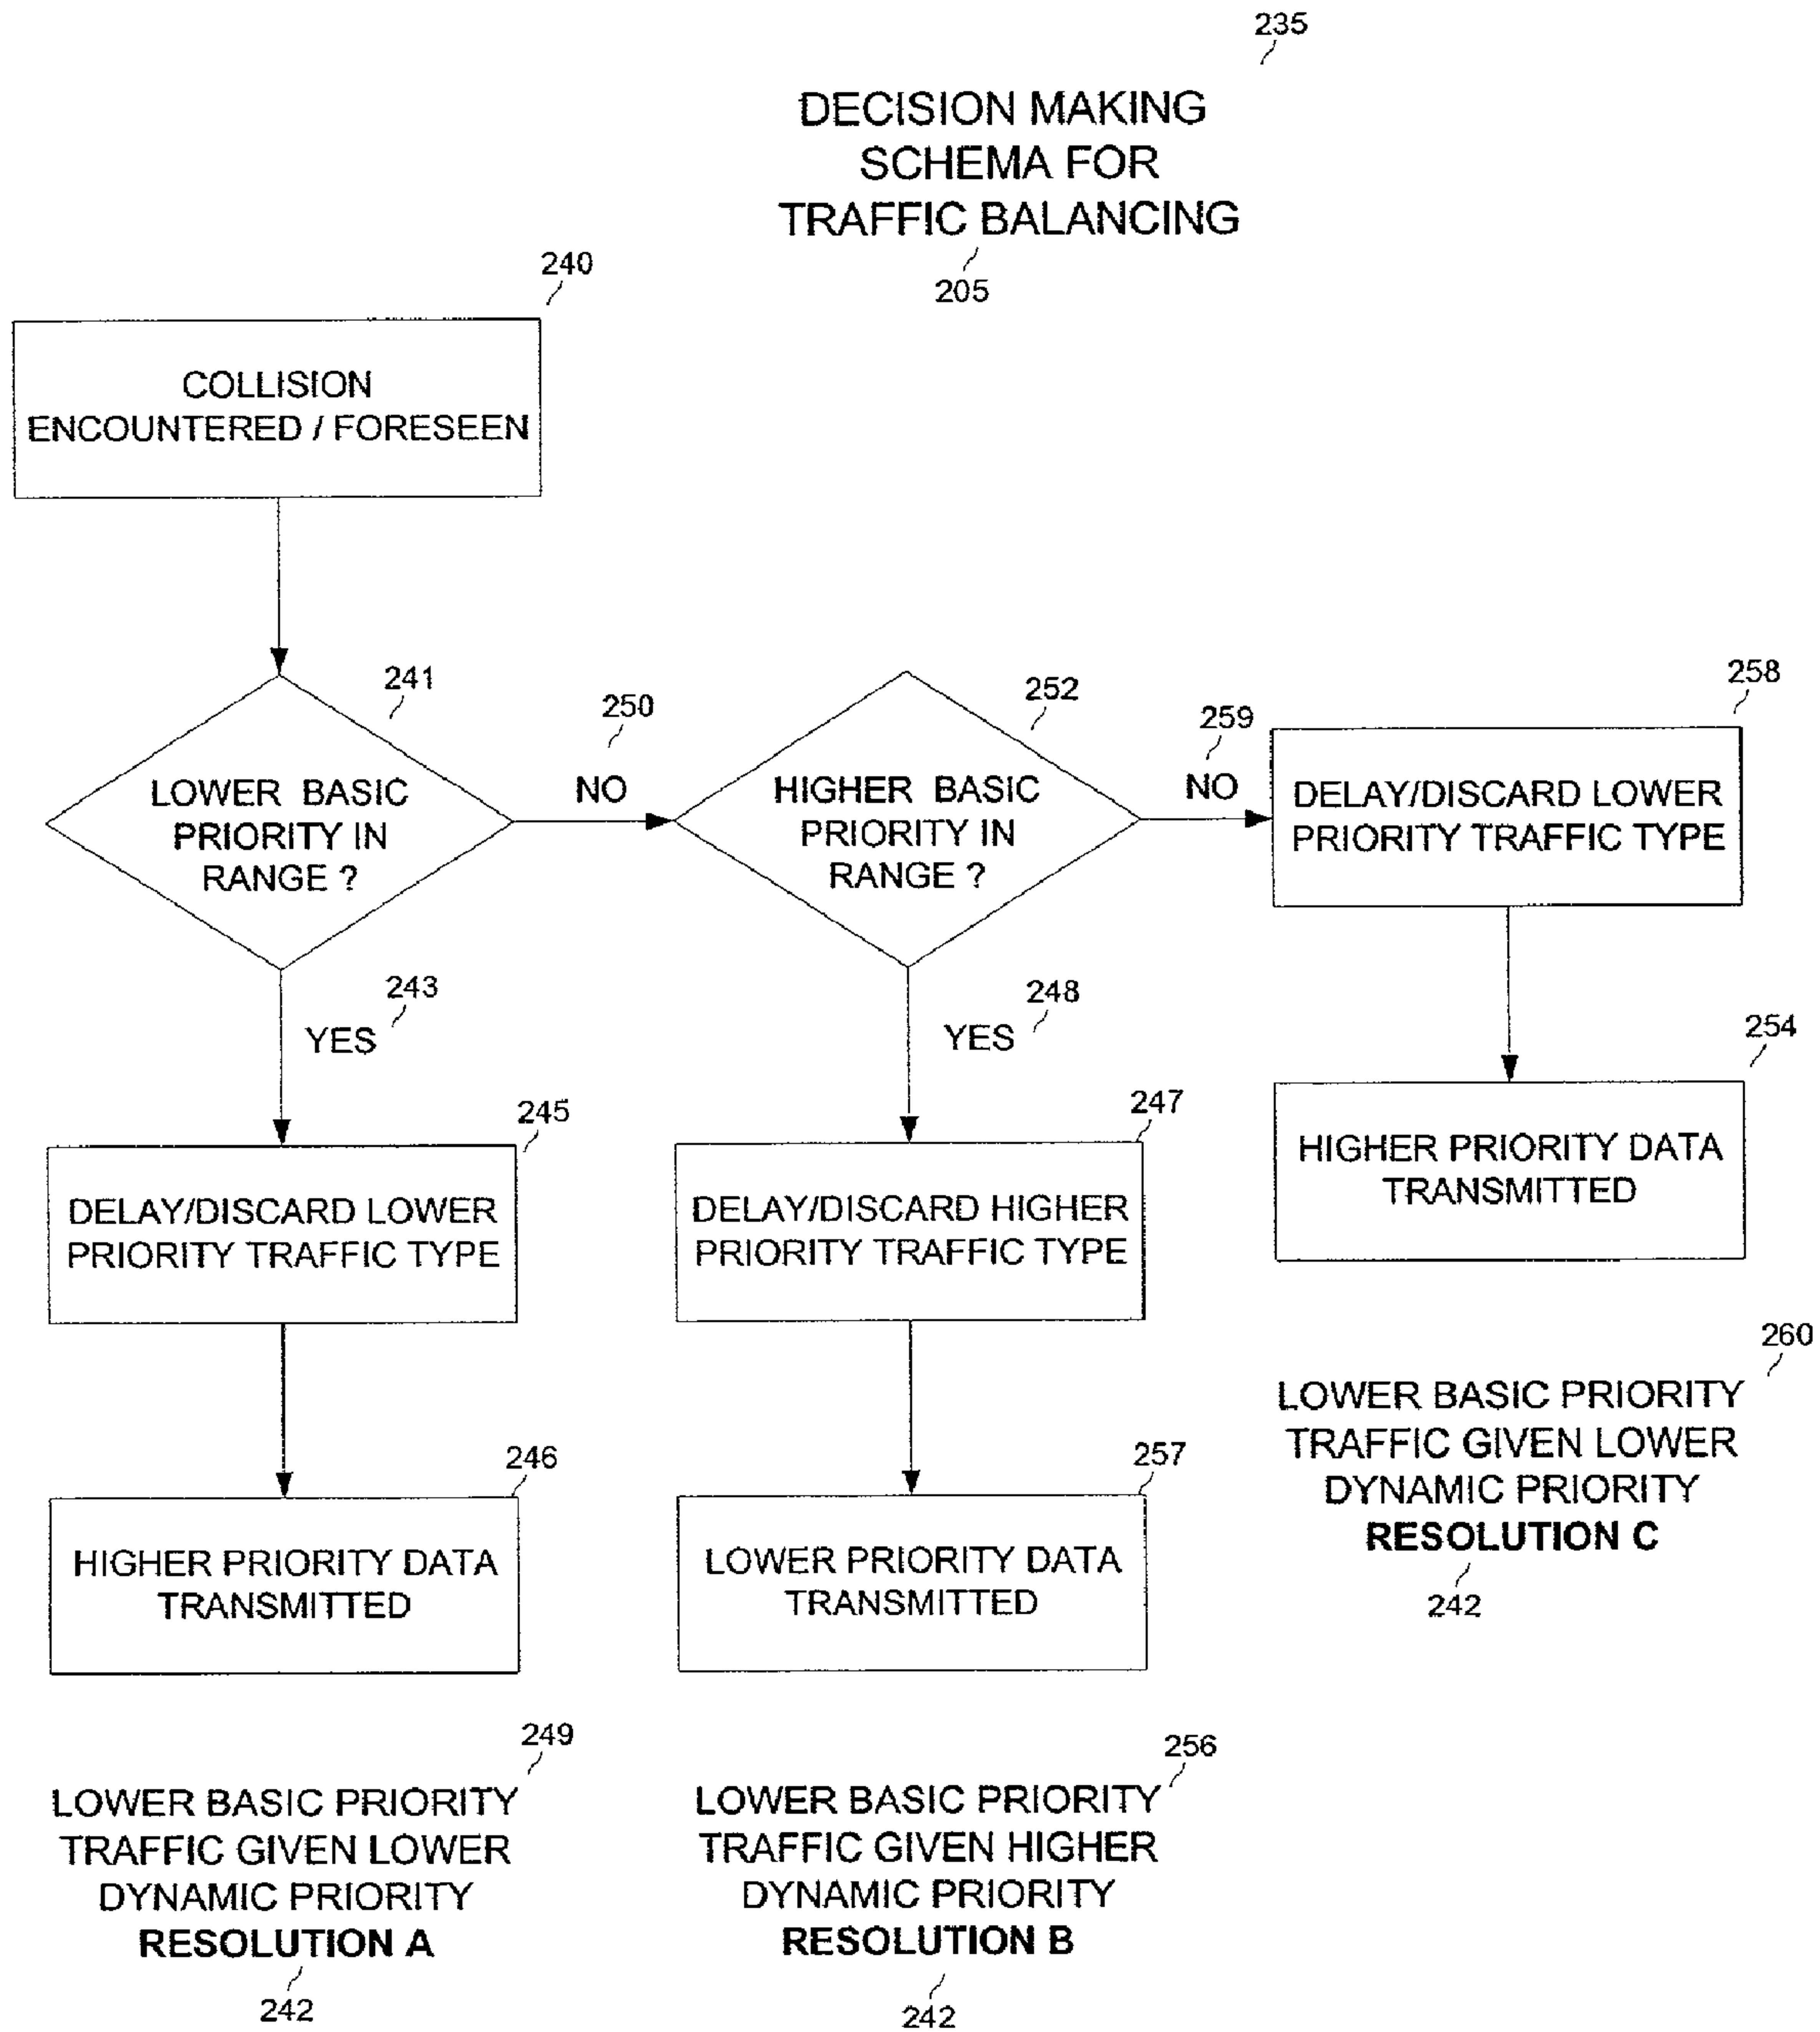 235
DECISION MAKING
SCHEMA FOR
TRAFFIC BALANCING
205
240
COLLISION
ENCOUNTERED / FORESEEN
241
LOWER BASIC
PRIORITY IN
RANGE ?
250
NO
252
HIGHER BASIC
PRIORITY IN
RANGE ?
259
NO
258
DELAY/DISCARD LOWER
PRIORITY TRAFFIC TYPE
243
YES
248
YES
254
HIGHER PRIORITY DATA
TRANSMITTED
245
DELAY/DISCARD LOWER
PRIORITY TRAFFIC TYPE
247
DELAY/DISCARD HIGHER
PRIORITY TRAFFIC TYPE
260
LOWER BASIC PRIORITY
TRAFFIC GIVEN LOWER
DYNAMIC PRIORITY
RESOLUTION C
242
246
HIGHER PRIORITY DATA
TRANSMITTED
257
LOWER PRIORITY DATA
TRANSMITTED
249
LOWER BASIC PRIORITY
TRAFFIC GIVEN LOWER
DYNAMIC PRIORITY
RESOLUTION A
242
256
LOWER BASIC PRIORITY
TRAFFIC GIVEN HIGHER
DYNAMIC PRIORITY
RESOLUTION B
242